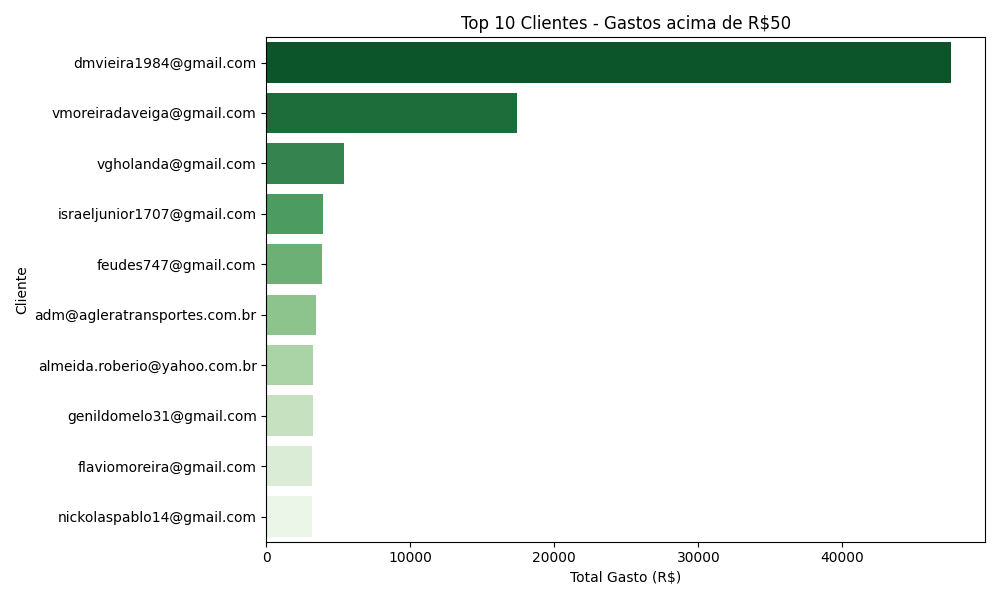 Top 10 Clientes - Gastos acima de R$50
Cliente
dmvieira1984@gmail.com
vmoreiradaveiga@gmail.com
vgholanda@gmail.com
israeljunior1707@gmail.com
feudes747@gmail.com
adm@agleratransportes.com.br
almeida.roberio@yahoo.com.br
genildomelo31@gmail.com
flaviomoreira@gmail.com
nickolaspablo14@gmail.com
0 10000 20000 30000 40000
Total Gasto (R$)